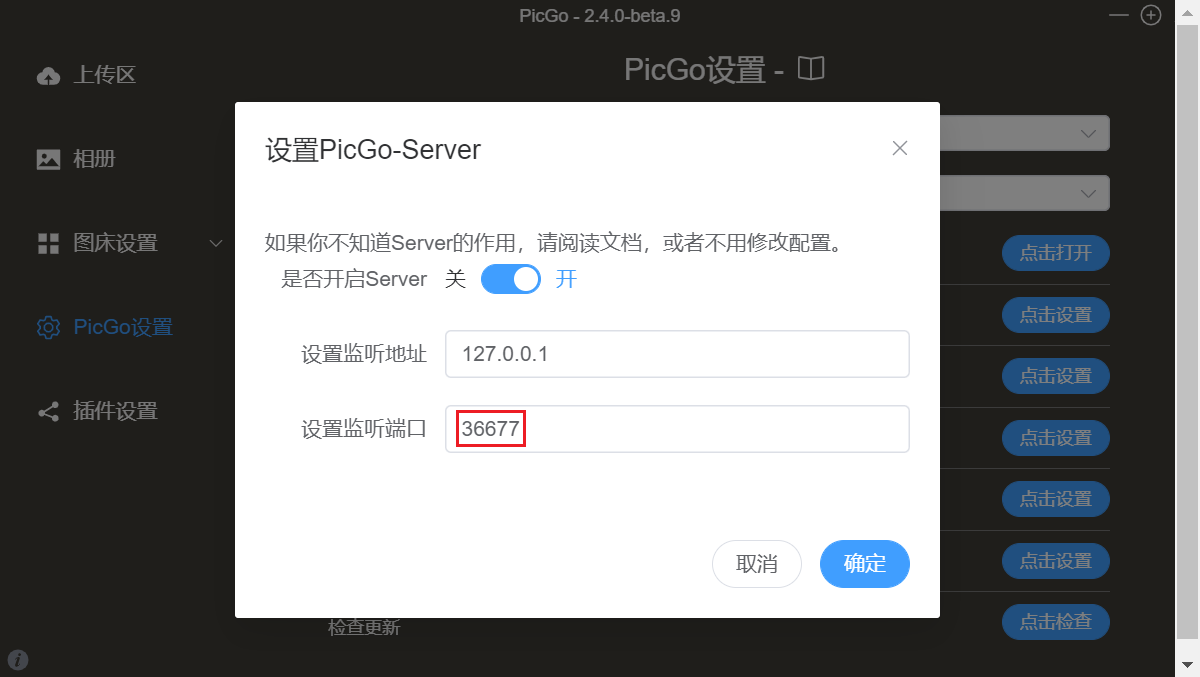 PicGo - 2.4.0-beta.9
上传区
相册
图床设置
PicGo设置
插件设置
PicGo设置 -
点击打开
点击设置
点击设置
点击设置
点击设置
点击设置
检查更新
点击检查
设置PicGo-Server
如果你不知道Server的作用，请阅读文档，或者不用修改配置。
是否开启Server 关 开
设置监听地址 127.0.0.1
设置监听端口 36677
取消 确定